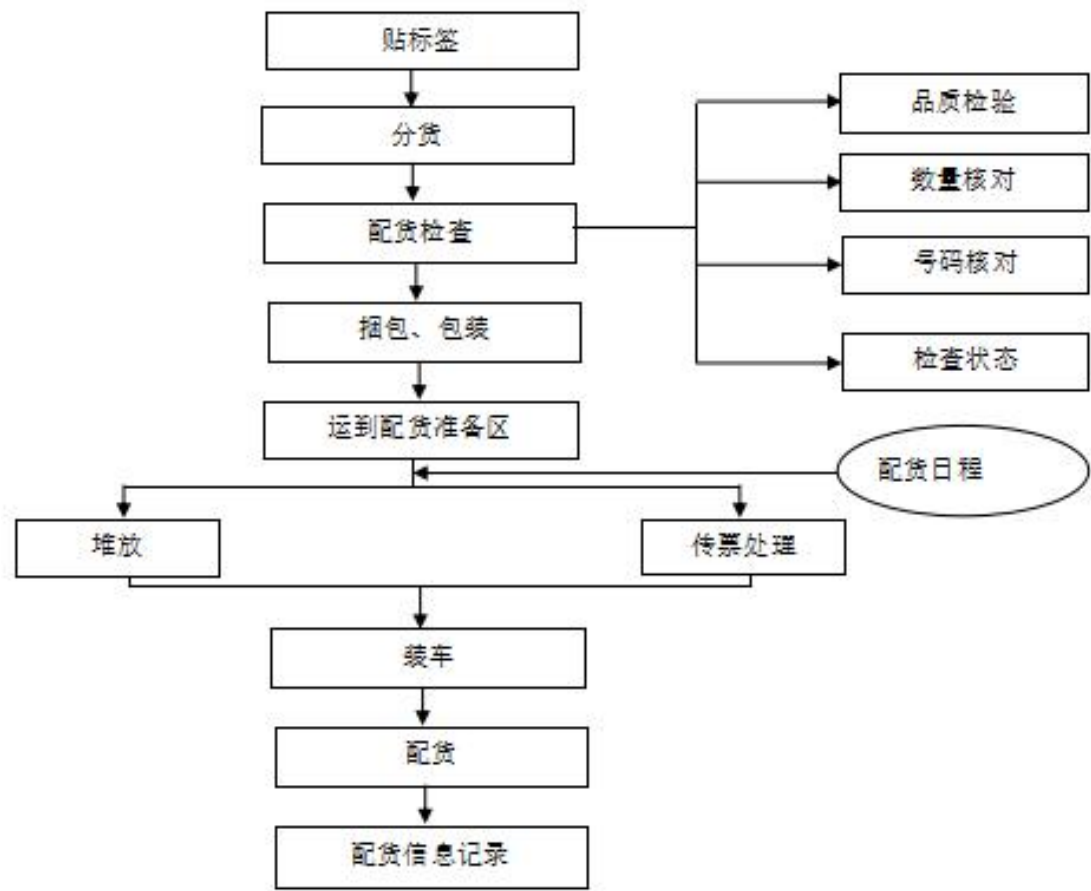 贴标签
分货
配货检查
捆包、包装
运到配货准备区
品质检验
数量核对
号码核对
检查状态
配货日程
堆放
传票处理
装车
配货
配货信息记录